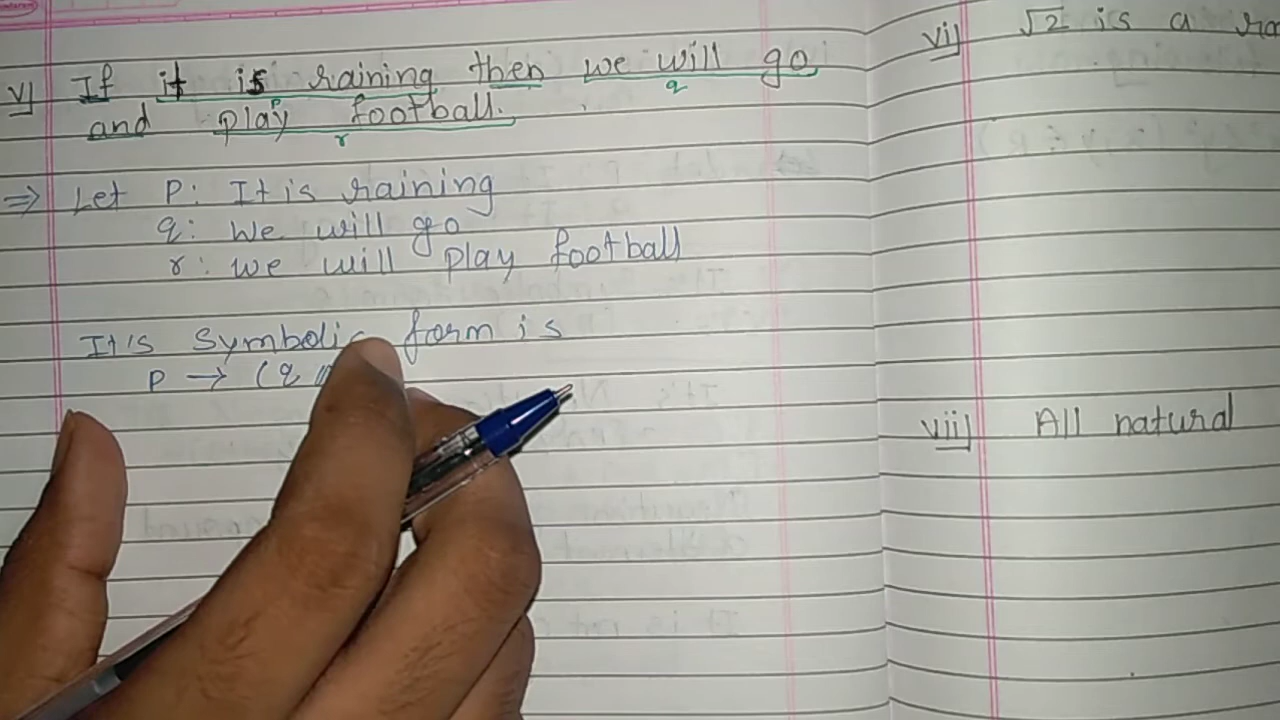 v) If it is raining then we will go
p q
and play football.
r
⇒ Let P: It is raining
q: We will go
r: we will play football
It's Symbolic form is
P → (q
vi) √2 is a
vii) All natural